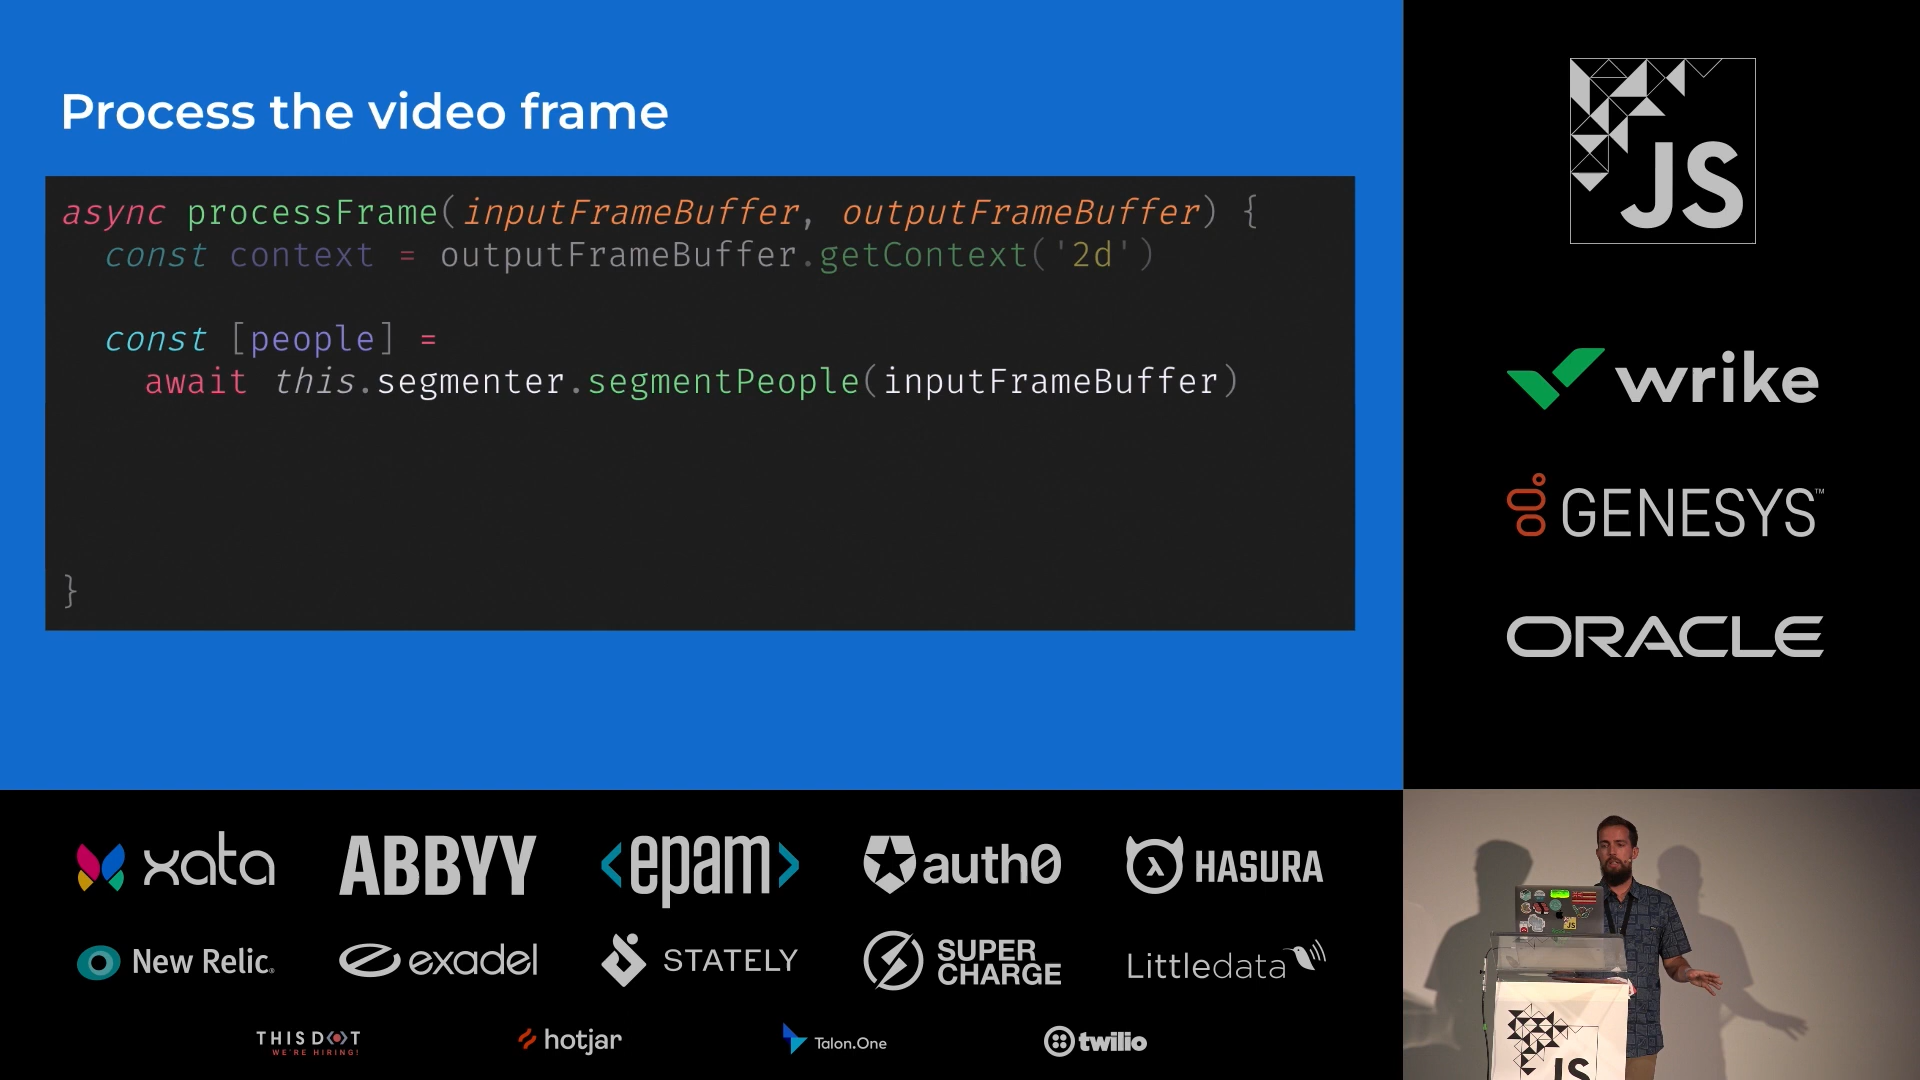 Process the video frame
async processFrame(inputFrameBuffer, outputFrameBuffer) {
const context = outputFrameBuffer.getContext('2d')
const [people] =
await this.segmenter.segmentPeople(inputFrameBuffer)
}
JS
wrike
GENESYS™
ORACLE
xata
ABBYY
<epam>
auth0
HASURA
New Relic.
exadel
STATELY
SUPER
CHARGE
Littledata
THIS DOT
WE'RE HIRING!
hotjar
Talon.One
twilio
JS